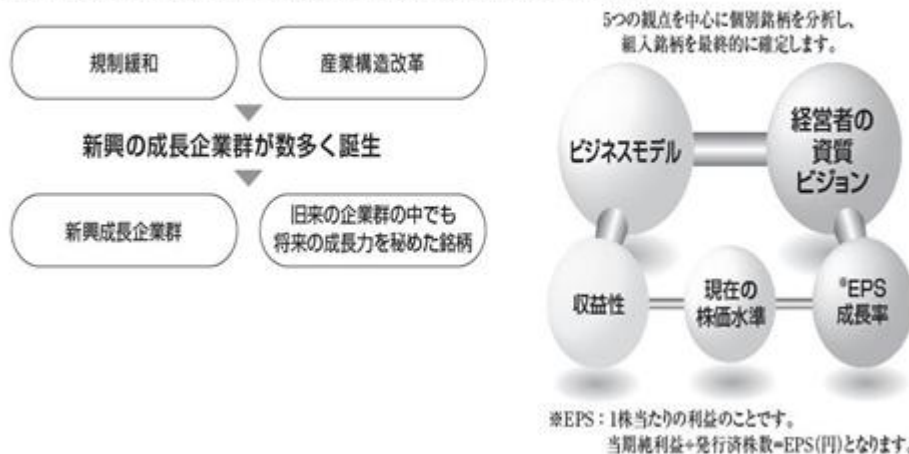 規制緩和
産業構造改革
新興の成長企業群が数多く誕生
新興成長企業群
旧来の企業群の中でも
将来の成長力を秘めた銘柄
5つの観点を中心に個別銘柄を分析し、
組入銘柄を最終的に確定します。
ビジネスモデル
経営者の
資質
ビジョン
収益性
現在の
株価水準
※EPS
成長率
※EPS：1株当たりの利益のことです。
当期純利益÷発行済株数=EPS(円)となります。